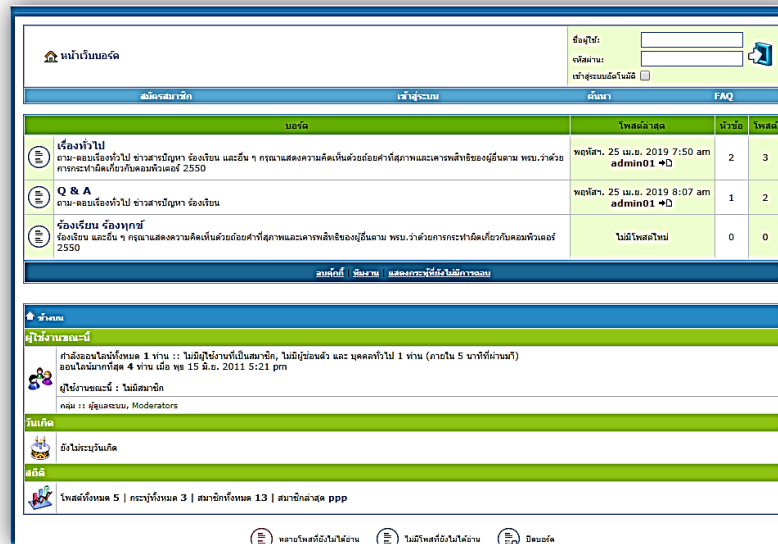 หน้าเว็บบอร์ด
ชื่อผู้ใช้:
รหัสผ่าน:
เข้าสู่ระบบอัตโนมัติ
สมัครสมาชิก เข้าสู่ระบบ ค้นหา FAQ
บอร์ด โพสต์ล่าสุด หัวข้อ โพสต์
เรื่องทั่วไป
ถาม-ตอบเรื่องทั่วไป ข่าวสารปัญหา ร้องเรียน และอื่น ๆ กรุณาแสดงความคิดเห็นด้วยถ้อยคำที่สุภาพและเคารพสิทธิของผู้อื่นตาม พรบ.ว่าด้วย
การกระทำผิดเกี่ยวกับคอมพิวเตอร์ 2550
พฤหัสฯ. 25 เม.ย. 2019 7:50 am
admin01
2 3
Q & A
ถาม-ตอบเรื่องทั่วไป ข่าวสารปัญหา ร้องเรียน
พฤหัสฯ. 25 เม.ย. 2019 8:07 am
admin01
1 2
ร้องเรียน ร้องทุกข์
ร้องเรียน และอื่น ๆ กรุณาแสดงความคิดเห็นด้วยถ้อยคำที่สุภาพและเคารพสิทธิของผู้อื่นตาม พรบ.ว่าด้วยการกระทำผิดเกี่ยวกับคอมพิวเตอร์
2550
ไม่มีโพสต์ใหม่ 0 0
ลบคุ้กกี้ | ทีมงาน | แสดงกระทู้ที่ยังไม่มีการตอบ
ข้างบน
ผู้ใช้งานขณะนี้
กำลังออนไลน์ทั้งหมด 1 ท่าน :: ไม่มีผู้ใช้งานที่เป็นสมาชิก, ไม่มีผู้ซ่อนตัว และ บุคคลทั่วไป 1 ท่าน (ภายใน 5 นาทีที่ผ่านมา)
ออนไลน์มากที่สุด 4 ท่าน เมื่อ พุธ 15 มิ.ย. 2011 5:21 pm
ผู้ใช้งานขณะนี้ : ไม่มีสมาชิก
กลุ่ม :: ผู้ดูแลระบบ, Moderators
วันเกิด
ยังไม่ระบุวันเกิด
สถิติ
โพสต์ทั้งหมด 5 | กระทู้ทั้งหมด 3 | สมาชิกทั้งหมด 13 | สมาชิกล่าสุด ppp
หลายโพสที่ยังไม่ได้อ่าน ไม่มีโพสที่ยังไม่ได้อ่าน ปิดบอร์ด